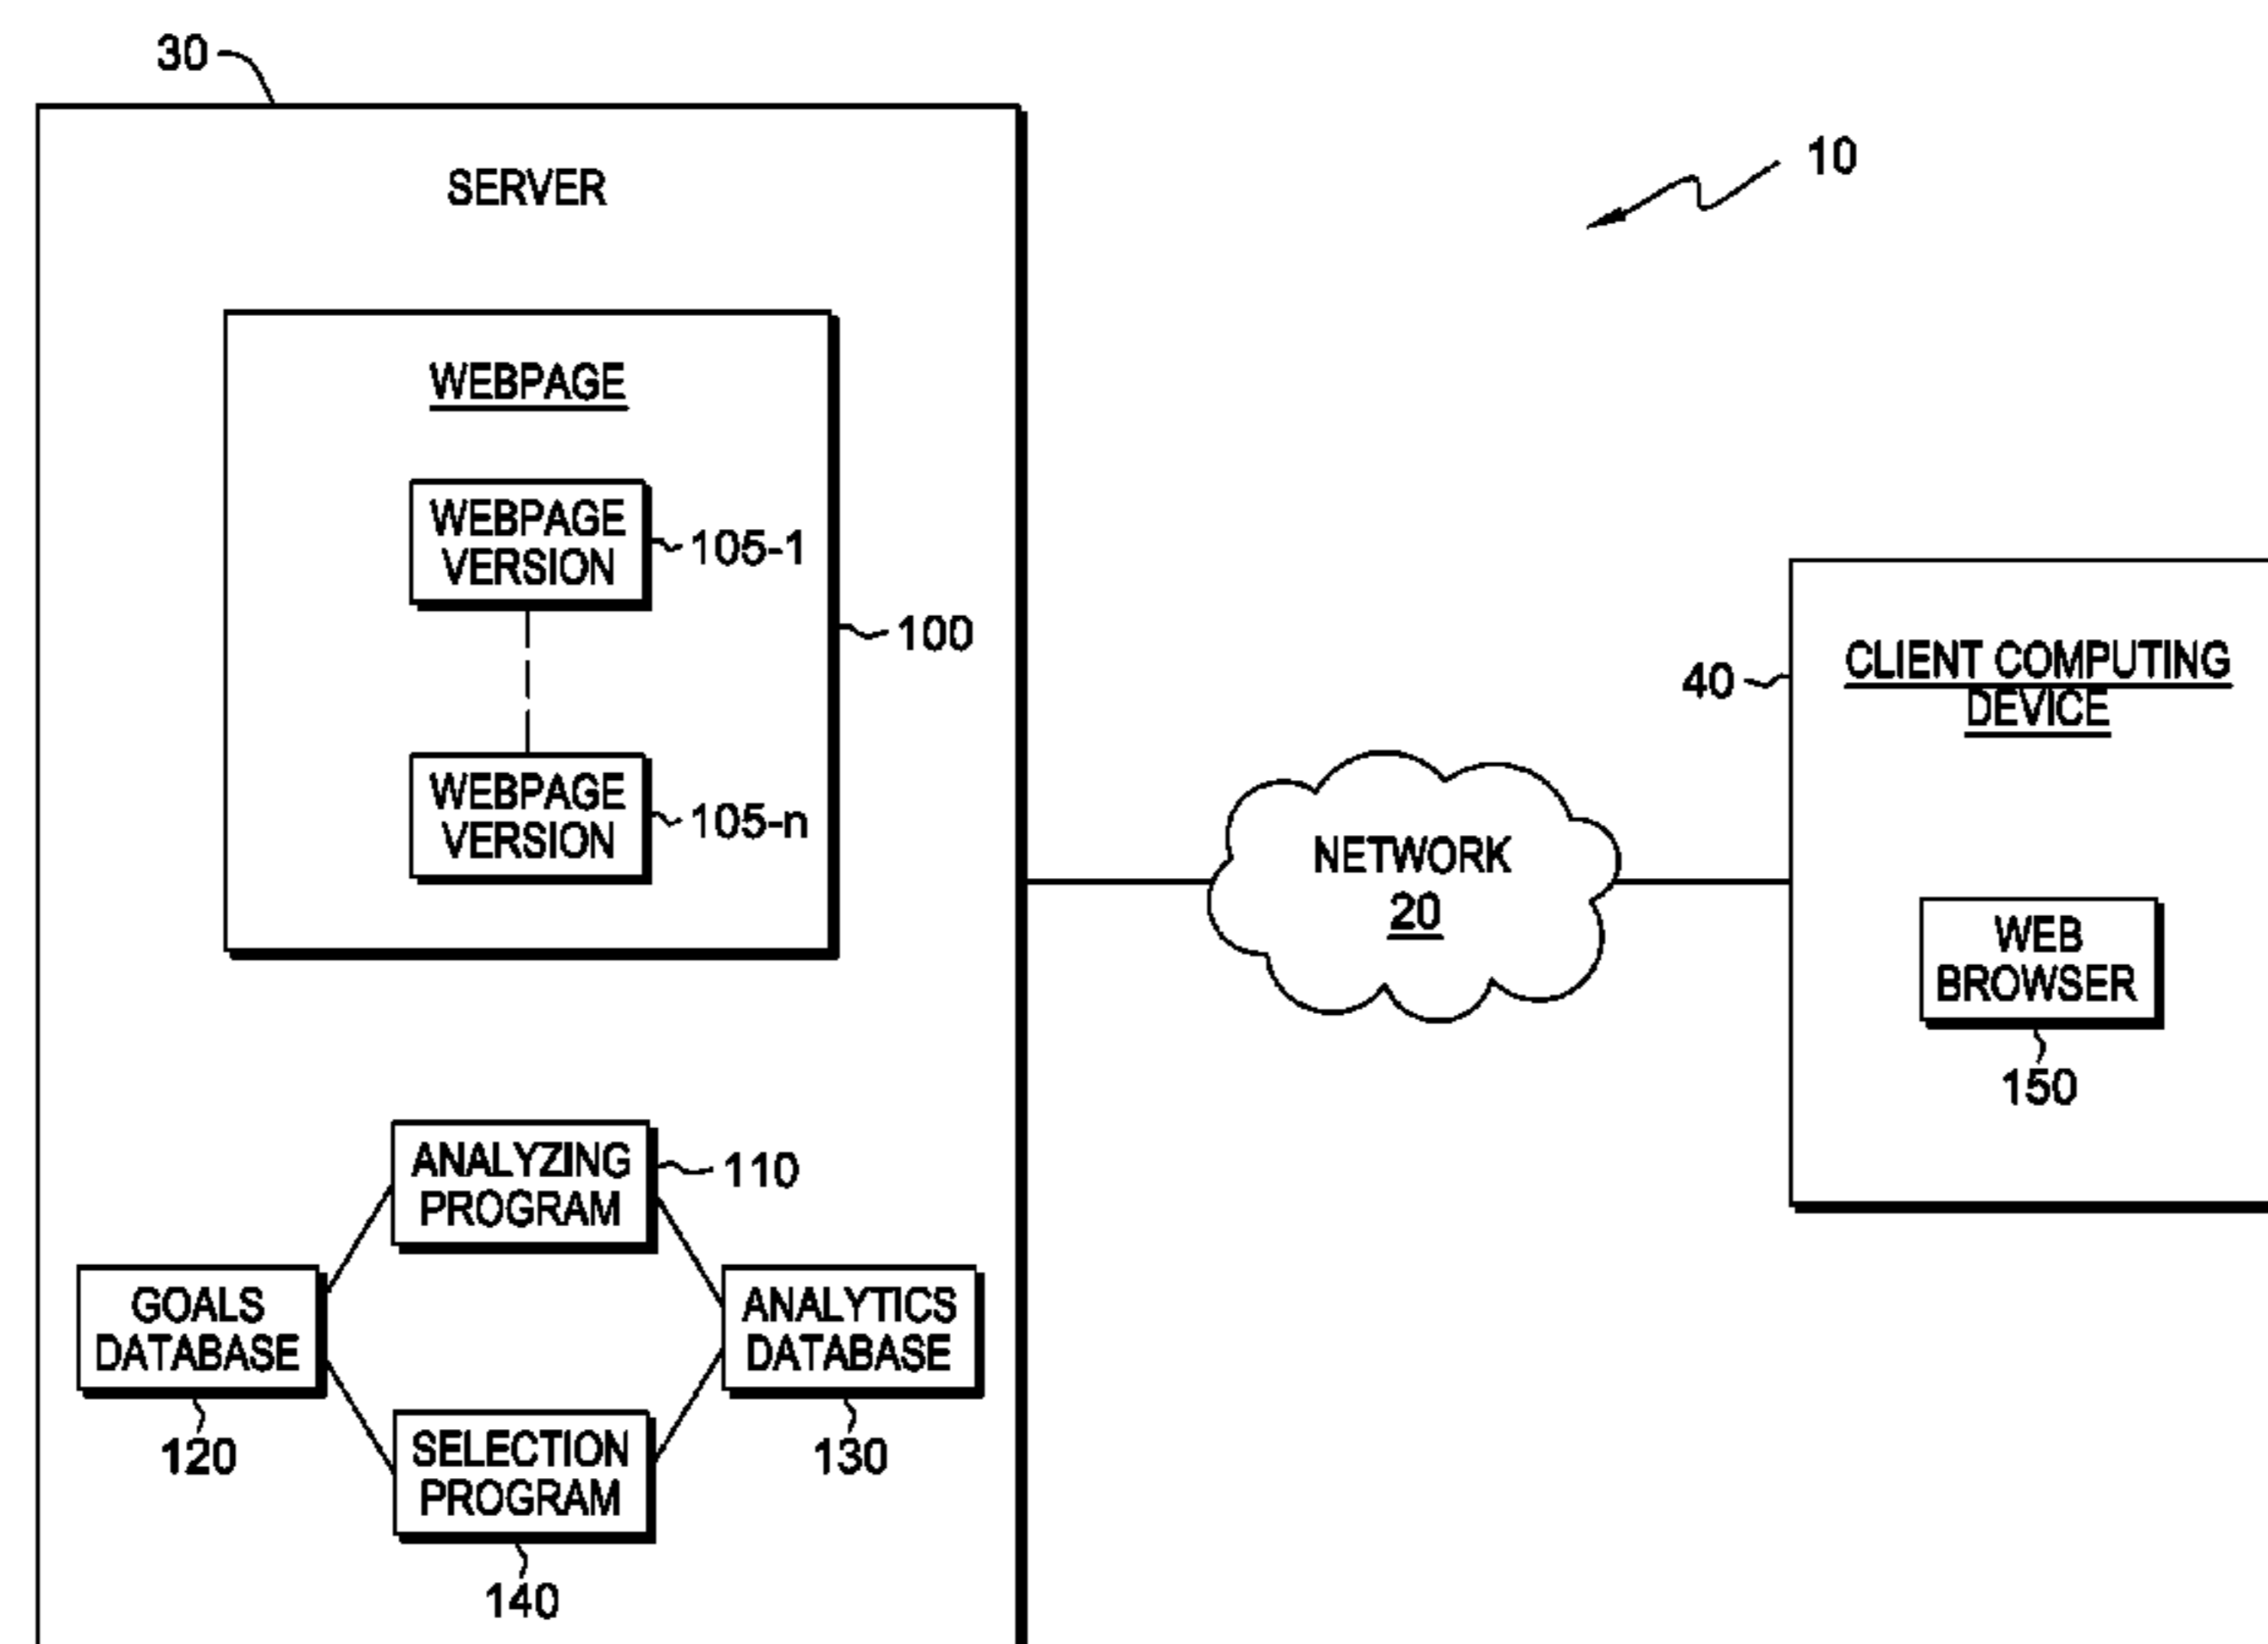 30
SERVER
10
WEBPAGE
WEBPAGE
VERSION
105-1
100
WEBPAGE
VERSION
105-n
NETWORK
20
40
CLIENT COMPUTING
DEVICE
WEB
BROWSER
150
ANALYZING
PROGRAM
110
GOALS
DATABASE
120
ANALYTICS
DATABASE
130
SELECTION
PROGRAM
140